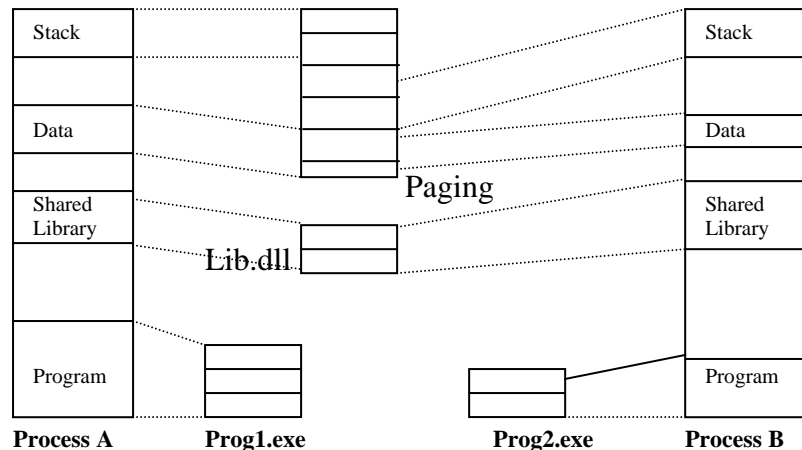 Stack
Stack
Data
Data
Paging
Shared
Library
Shared
Library
Lib.dll
Program
Program
Process A
Prog1.exe
Prog2.exe
Process B